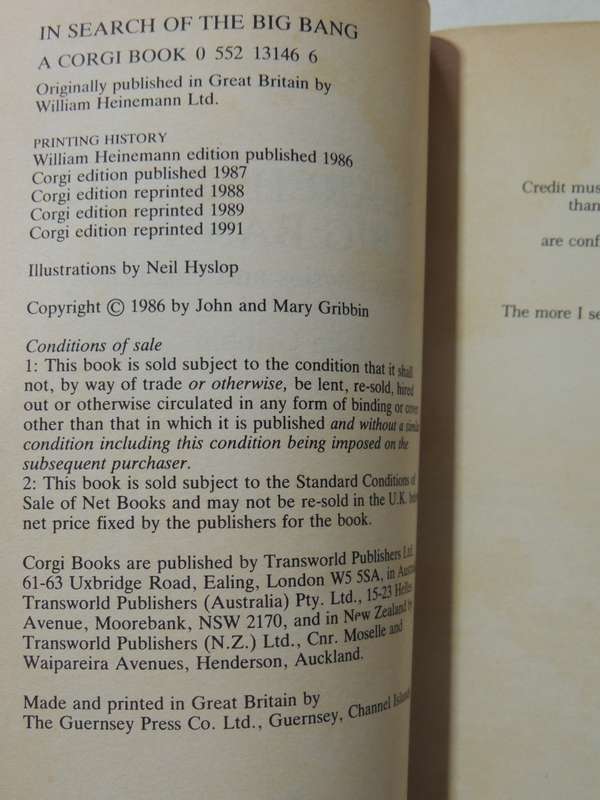 IN SEARCH OF THE BIG BANG
A CORGI BOOK 0 552 13146 6
Originally published in Great Britain by
William Heinemann Ltd.
PRINTING HISTORY
William Heinemann edition published 1986
Corgi edition published 1987
Corgi edition reprinted 1988
Corgi edition reprinted 1989
Corgi edition reprinted 1991
Illustrations by Neil Hyslop
Copyright © 1986 by John and Mary Gribbin
Conditions of sale
1: This book is sold subject to the condition that it shall
not, by way of trade or otherwise, be lent, re-sold, hired
out or otherwise circulated in any form of binding or cover
other than that in which it is published and without a similar
condition including this condition being imposed on the
subsequent purchaser.
2: This book is sold subject to the Standard Conditions of
Sale of Net Books and may not be re-sold in the U.K. below
net price fixed by the publishers for the book.
Corgi Books are published by Transworld Publishers Ltd.
61-63 Uxbridge Road, Ealing, London W5 5SA, in
Transworld Publishers (Australia) Pty. Ltd., 15-23
Avenue, Moorebank, NSW 2170, and in New Zealand by
Transworld Publishers (N.Z.) Ltd., Cnr. Moselle and
Waipareira Avenues, Henderson, Auckland.
Made and printed in Great Britain by
The Guernsey Press Co. Ltd., Guernsey, Channel
Credit
are
The more I